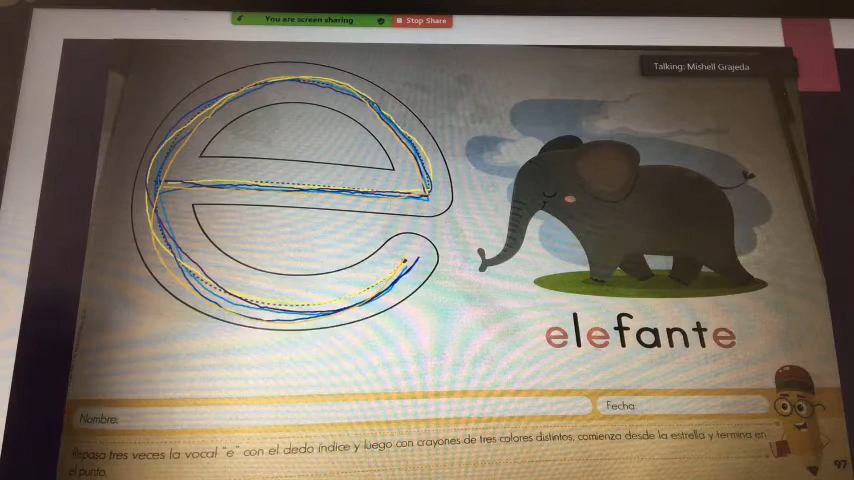 You are screen sharing
Stop Share
Talking: Mishell Grajeda
e
elefante
Nombre:
Fecha:
Repasa tres veces la vocal "e" con el dedo índice y luego con crayones de tres colores distintos, comienza desde la estrella y termina en
el punto.
97